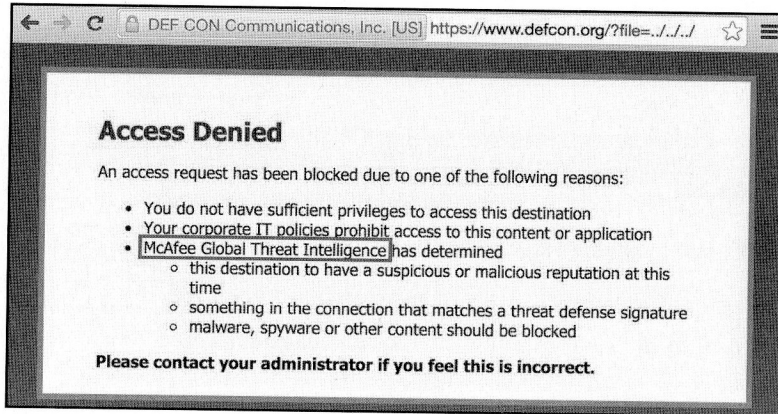 DEF CON Communications, Inc. [US] https://www.defcon.org/?file=../../../
Access Denied
An access request has been blocked due to one of the following reasons:
• You do not have sufficient privileges to access this destination
• Your corporate IT policies prohibit access to this content or application
• McAfee Global Threat Intelligence has determined
◦ this destination to have a suspicious or malicious reputation at this
time
◦ something in the connection that matches a threat defense signature
◦ malware, spyware or other content should be blocked
Please contact your administrator if you feel this is incorrect.